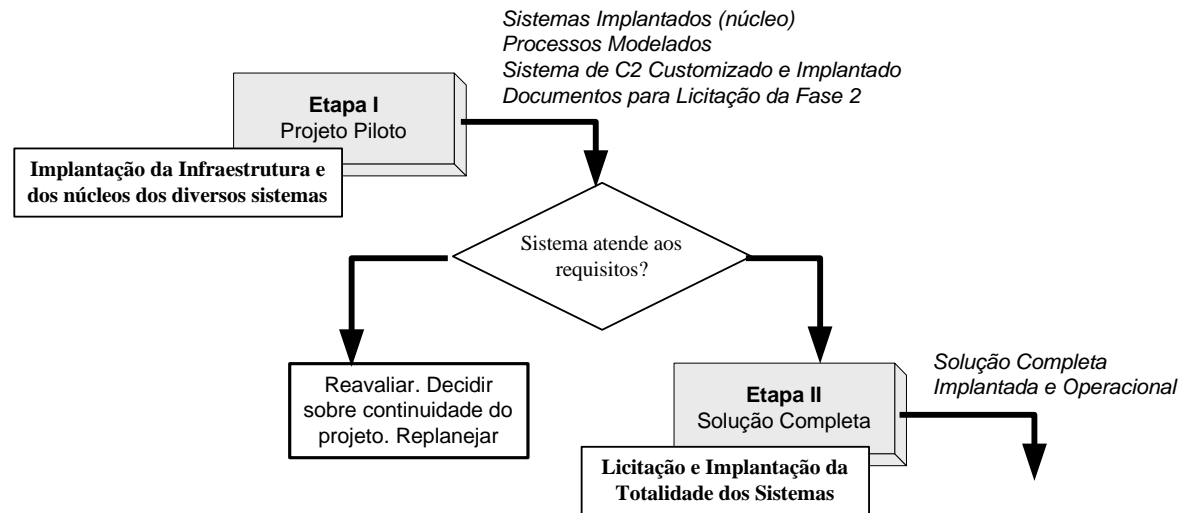 Sistemas Implantados (núcleo)
Processos Modelados
Sistema de C2 Customizado e Implantado
Documentos para Licitação da Fase 2
Etapa I
Projeto Piloto
Implantação da Infraestrutura e
dos núcleos dos diversos sistemas
Sistema atende aos
requisitos?
Reavaliar. Decidir
sobre continuidade do
projeto. Replanejar
Etapa II
Solução Completa
Solução Completa
Implantada e Operacional
Licitação e Implantação da
Totalidade dos Sistemas